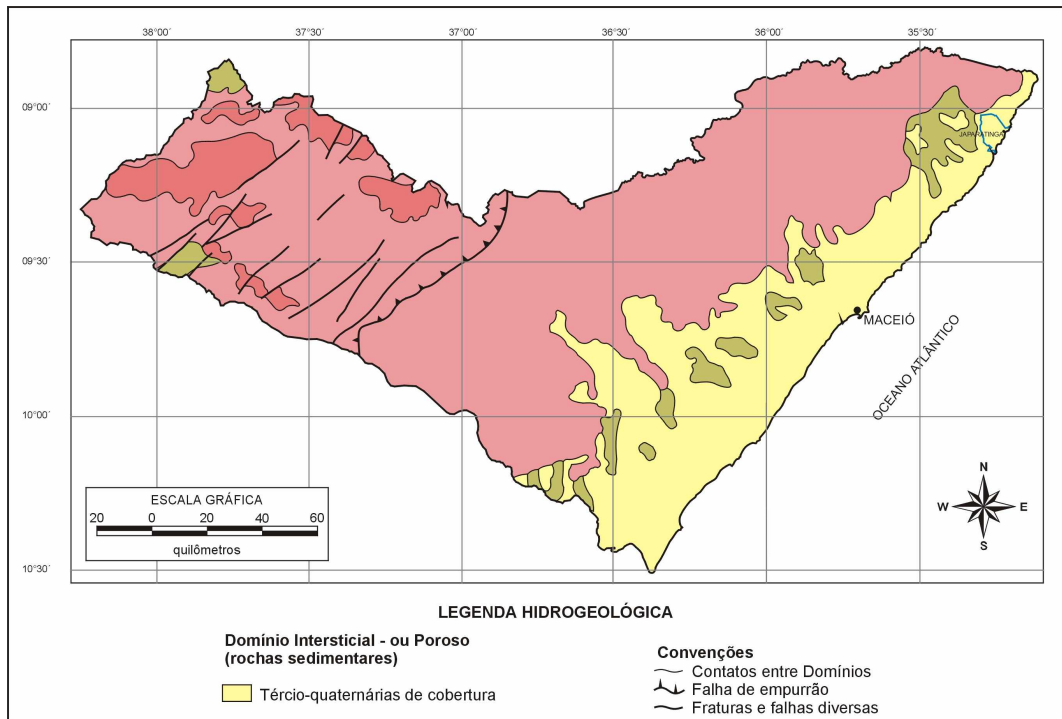 38°00´
37°30´
37°00´
36°30´
36°00´
35°30´
09°00´
JAPARATINGA
09°30´
MACEIÓ
OCEANO ATLÂNTICO
10°00´
ESCALA GRÁFICA
20 0 20 40 60
quilômetros
N
W E
S
10°30´
LEGENDA HIDROGEOLÓGICA
Domínio Intersticial - ou Poroso
(rochas sedimentares)
Tércio-quaternárias de cobertura
Convenções
Contatos entre Domínios
Falha de empurrão
Fraturas e falhas diversas